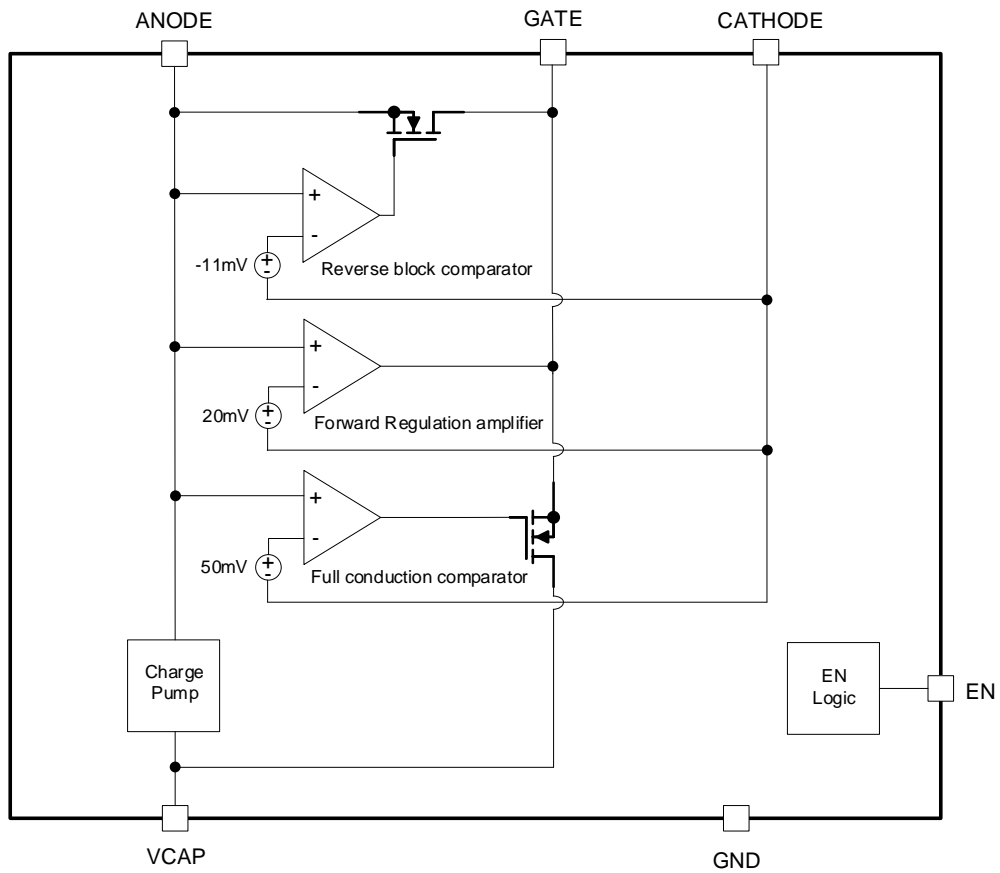 ANODE
GATE
CATHODE
+
-
-11mV
+
-
Reverse block comparator
+
-
20mV
+
-
Forward Regulation amplifier
+
-
50mV
+
-
Full conduction comparator
Charge
Pump
EN
Logic
EN
VCAP
GND